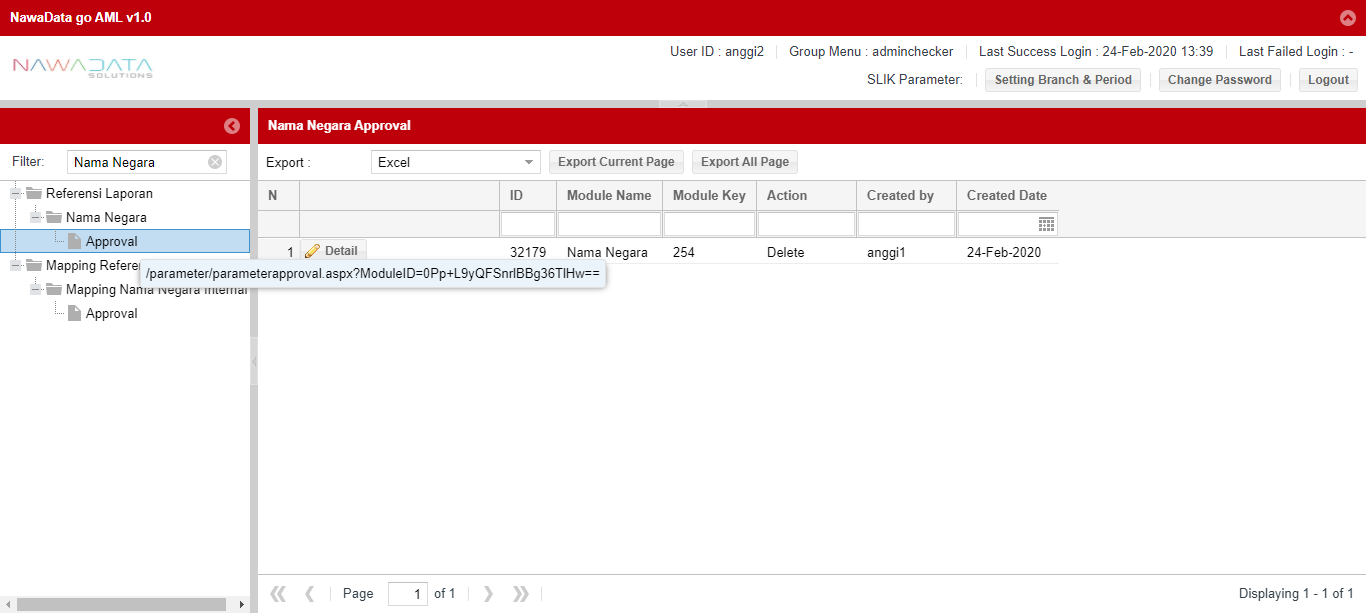 NawaData go AML v1.0
User ID : anggi2 Group Menu : adminchecker Last Success Login : 24-Feb-2020 13:39 Last Failed Login : -
NAWADATA
SOLUTIONS
SLIK Parameter: Setting Branch & Period Change Password Logout
Nama Negara Approval
Filter: Nama Negara
Export : Excel Export Current Page Export All Page
Referensi Laporan
Nama Negara
Approval
Mapping Refere
Mapping Nama Negara Internal
Approval
/parameter/parameterapproval.aspx?ModuleID=0Pp+L9yQFSnrlBBg36TlHw==
N ID Module Name Module Key Action Created by Created Date
1 Detail 32179 Nama Negara 254 Delete anggi1 24-Feb-2020
Page 1 of 1 Displaying 1 - 1 of 1